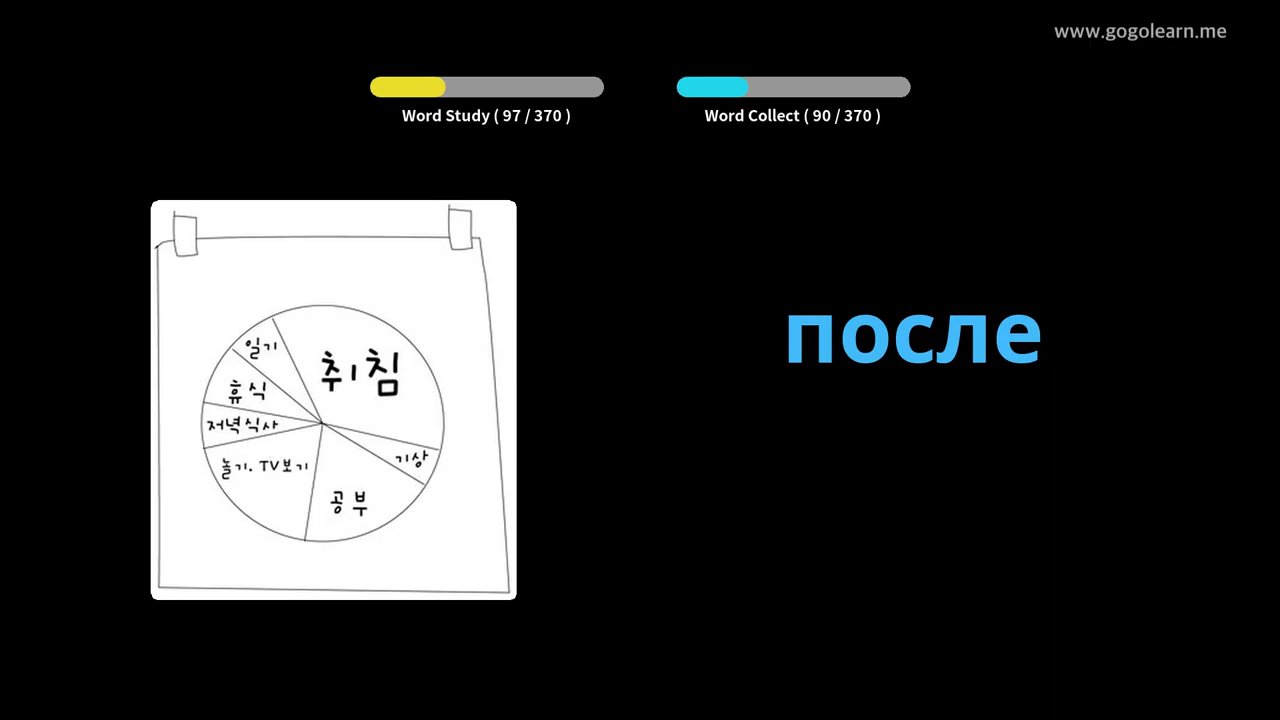 www.gogolearn.me
Word Study ( 97 / 370 )
Word Collect ( 90 / 370 )
일기
취침
휴식
저녁식사
놀기. TV보기
기상
공부
после